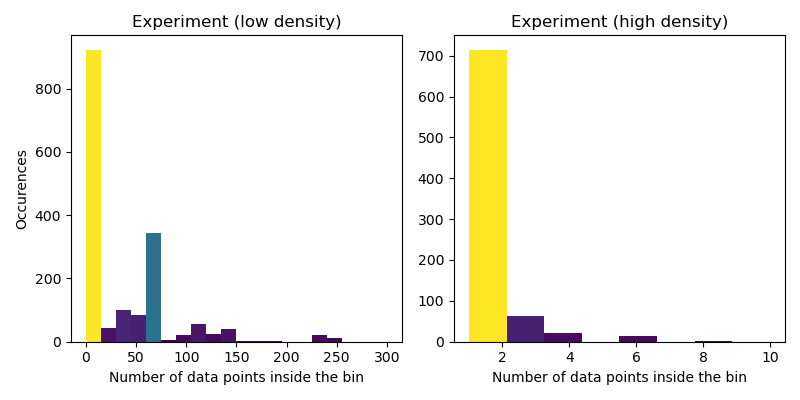 Experiment (low density)
Experiment (high density)
Occurences
800
600
400
200
0
0 50 100 150 200 250 300
Number of data points inside the bin
700
600
500
400
300
200
100
0
2 4 6 8 10
Number of data points inside the bin